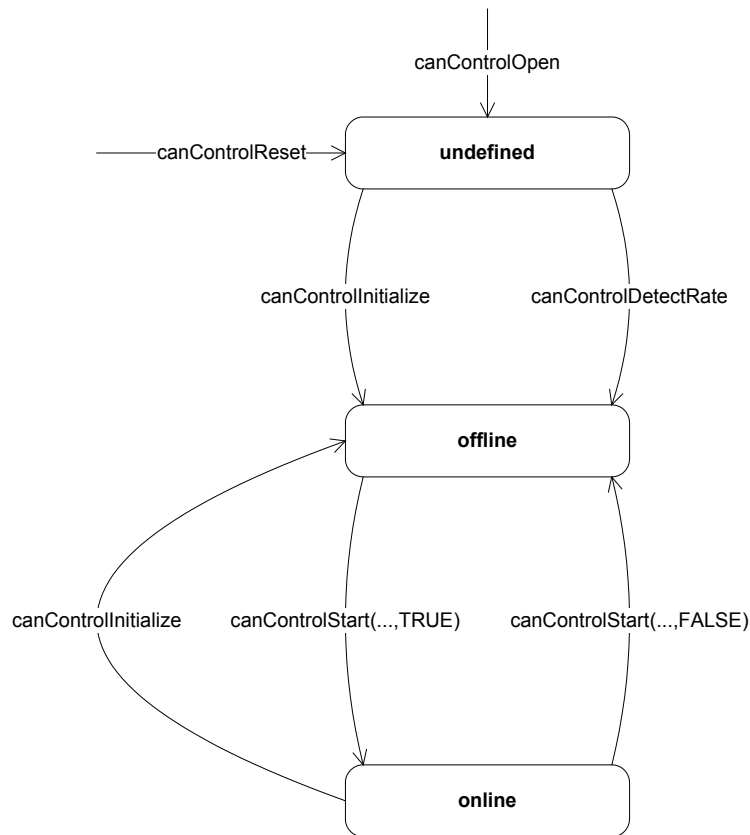 canControlOpen
canControlReset
undefined
canControlInitialize
canControlDetectRate
offline
canControlInitialize
canControlStart(...,TRUE)
canControlStart(...,FALSE)
online